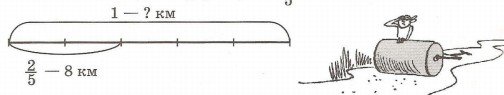 1 — ? км
2/5 — 8 км